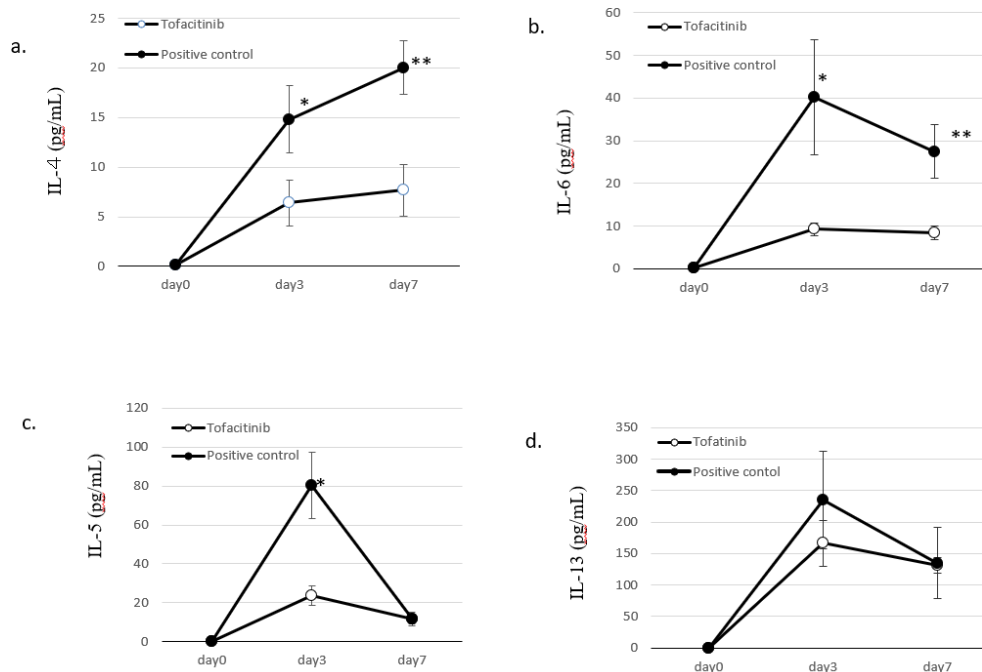 a.
IL-4 (pg/mL)
25
20
15
10
5
0
Tofacitinib
Positive control
*
**
day0 day3 day7
b.
IL-6 (pg/mL)
60
50
40
30
20
10
0
Tofacitinib
Positive control
*
**
day0 day3 day7
c.
IL-5 (pg/mL)
120
100
80
60
40
20
0
Tofacitinib
Positive control
*
day0 day3 day7
d.
IL-13 (pg/mL)
350
300
250
200
150
100
50
0
Tofatinib
Positive contol
day0 day3 day7